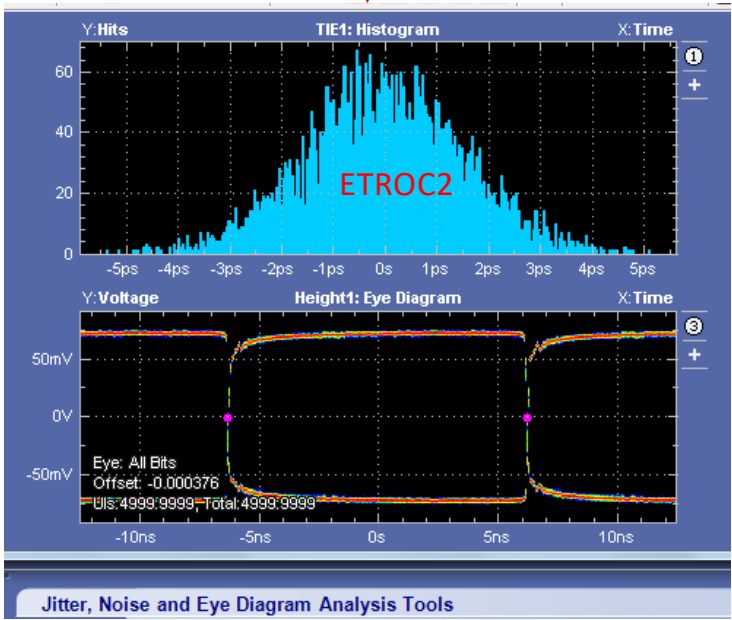 Y:Hits TIE1: Histogram X:Time
①
+
60
40
20
0
ETROC2
-5ps -4ps -3ps -2ps -1ps 0s 1ps 2ps 3ps 4ps 5ps
Y:Voltage Height1: Eye Diagram X:Time
③
+
50mV
0V
-50mV
Eye: All Bits
Offset: -0.000376
UIs:4999.9999, Total:4999.9999
-10ns -5ns 0s 5ns 10ns
Jitter, Noise and Eye Diagram Analysis Tools